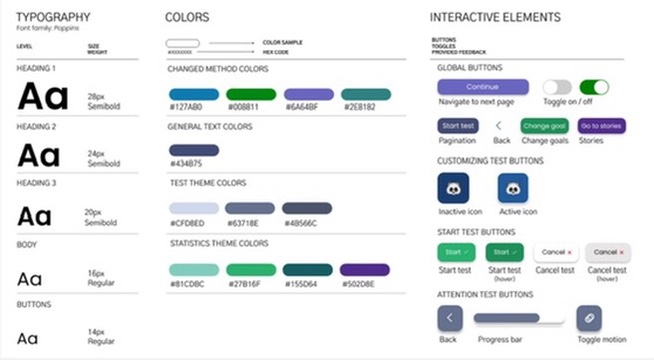 TYPOGRAPHY
Font family: Poppins
LEVEL
SIZE
WEIGHT
HEADING 1
Aa
28px
Semibold
HEADING 2
Aa
24px
Semibold
HEADING 3
Aa
20px
Semibold
BODY
Aa
16px
Regular
BUTTONS
Aa
14px
Regular
COLORS
COLOR SAMPLE
#XXXXXX
HEX CODE
CHANGED METHOD COLORS
#127AB0
#008811
#6A64BF
#2E8182
GENERAL TEXT COLORS
#434B75
TEST THEME COLORS
#CFD8ED
#63718E
#4B566C
STATISTICS THEME COLORS
#81CDBC
#27B16F
#155D64
#502D8E
INTERACTIVE ELEMENTS
BUTTONS
TOGGLES
PROVIDED FEEDBACK
GLOBAL BUTTONS
Continue
Navigate to next page
Toggle on / off
Start test
Change goal
Go to stories
Pagination
Back
Change goals
Stories
CUSTOMIZING TEST BUTTONS
Inactive icon
Active icon
START TEST BUTTONS
Start ✓
Start ✓
Cancel ×
Cancel ×
Start test
Start test
(hover)
Cancel test
Cancel test
(hover)
ATTENTION TEST BUTTONS
Back
Progress bar
Toggle motion